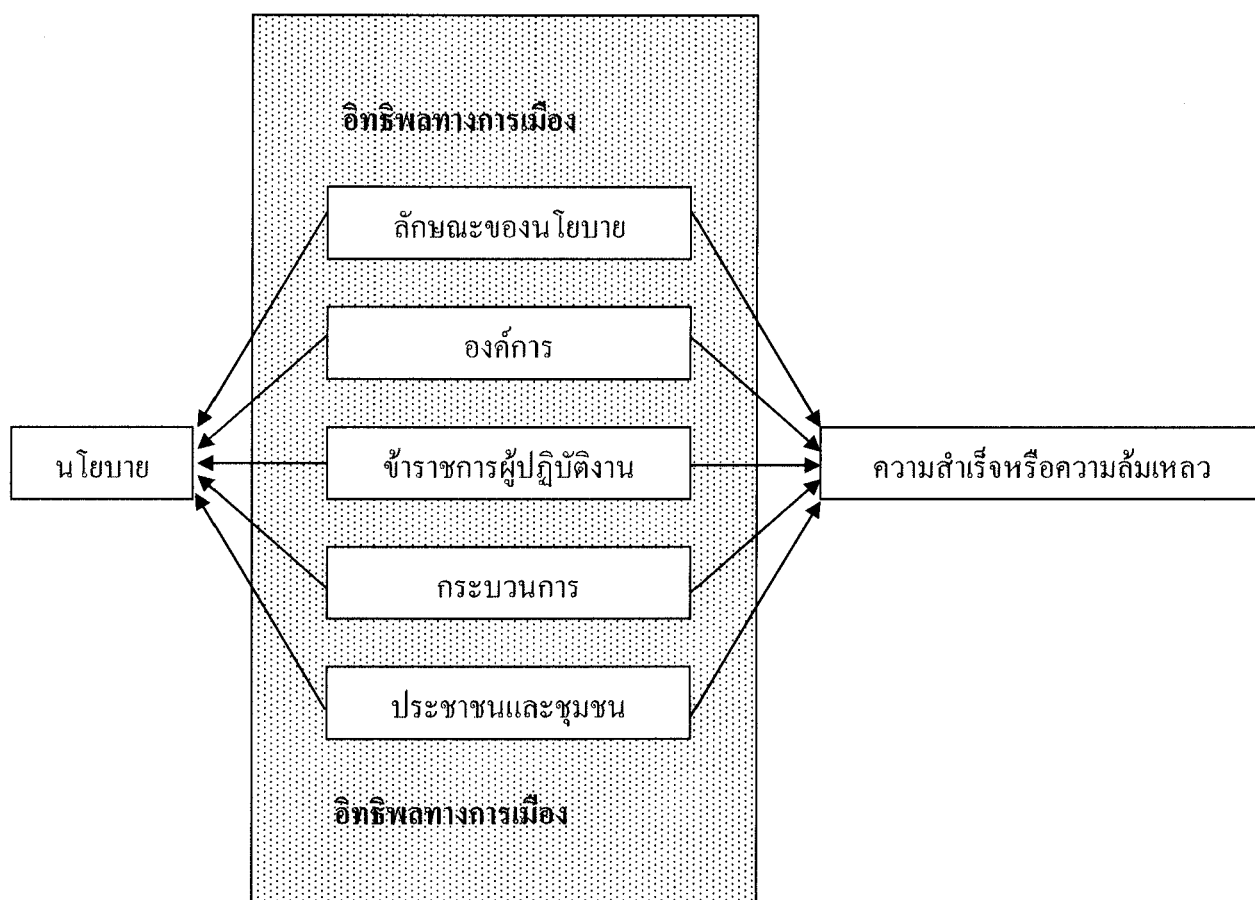 อิทธิพลทางการเมือง
ลักษณะของนโยบาย
องค์การ
นโยบาย
ข้าราชการผู้ปฏิบัติงาน
ความสำเร็จหรือความล้มเหลว
กระบวนการ
ประชาชนและชุมชน
อิทธิพลทางการเมือง